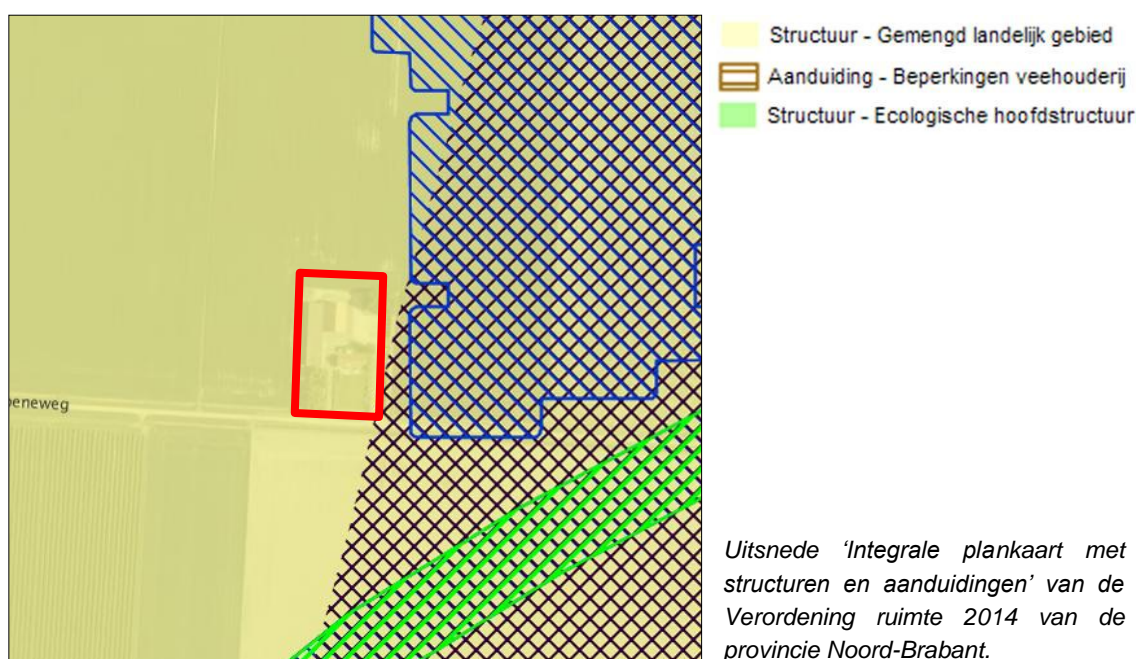 Structuur - Gemengd landelijk gebied
Aanduiding - Beperkingen veehouderij
Structuur - Ecologische hoofdstructuur
oeneweg
Uitsnede ‘Integrale plankaart met
structuren en aanduidingen’ van de
Verordening ruimte 2014 van de
provincie Noord-Brabant.